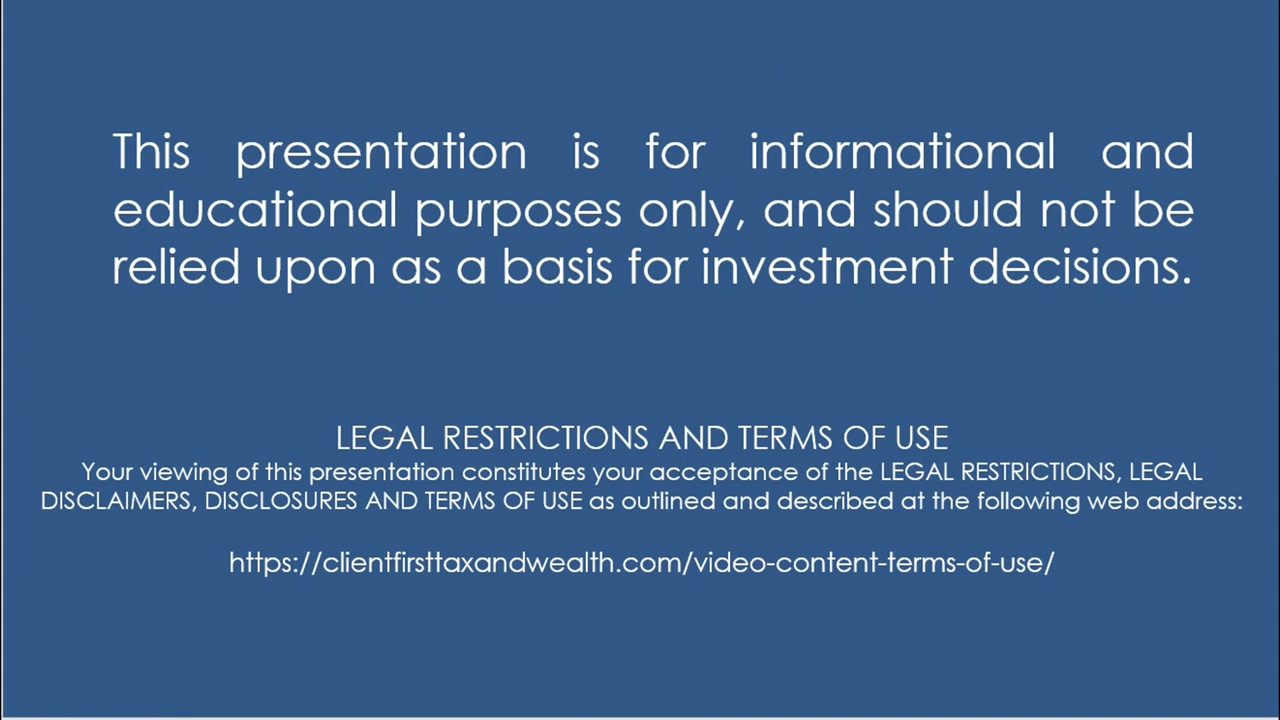 This presentation is for informational and
educational purposes only, and should not be
relied upon as a basis for investment decisions.
LEGAL RESTRICTIONS AND TERMS OF USE
Your viewing of this presentation constitutes your acceptance of the LEGAL RESTRICTIONS, LEGAL
DISCLAIMERS, DISCLOSURES AND TERMS OF USE as outlined and described at the following web address:
https://clientfirsttaxandwealth.com/video-content-terms-of-use/